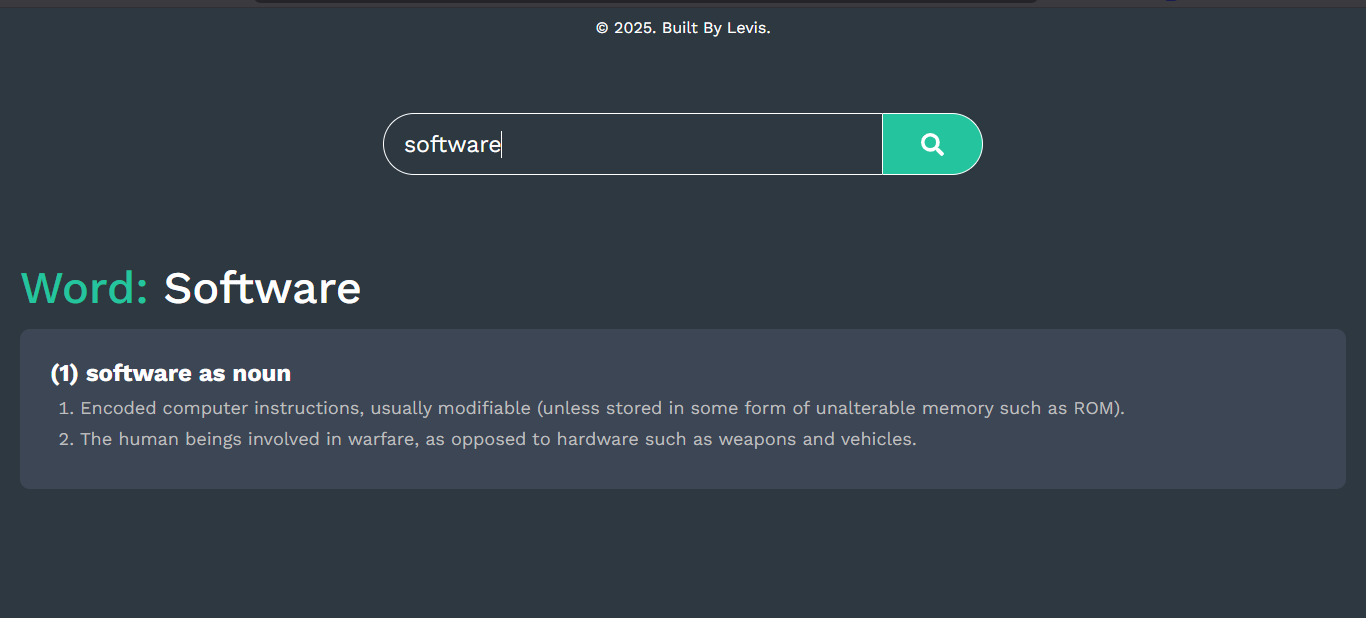 © 2025. Built By Levis.
software
Word: Software
(1) software as noun
1. Encoded computer instructions, usually modifiable (unless stored in some form of unalterable memory such as ROM).
2. The human beings involved in warfare, as opposed to hardware such as weapons and vehicles.